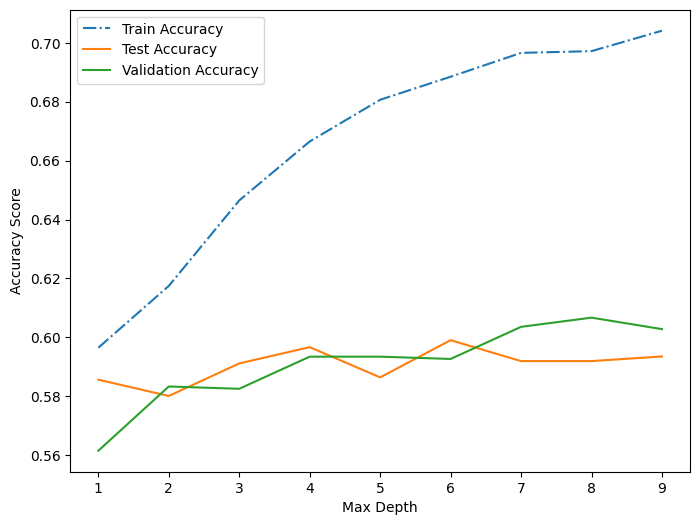 Train Accuracy
Test Accuracy
Validation Accuracy
0.70
0.68
0.66
0.64
0.62
0.60
0.58
0.56
Accuracy Score
1 2 3 4 5 6 7 8 9
Max Depth